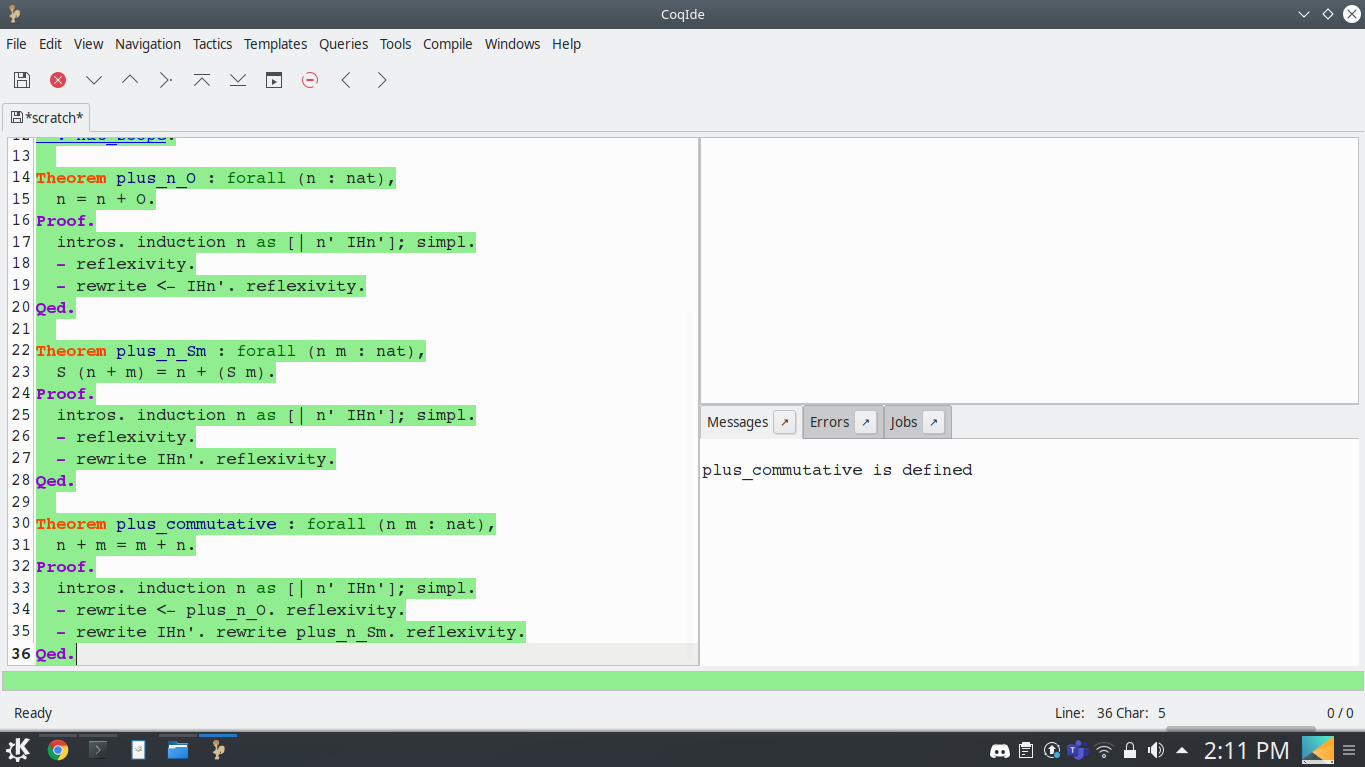 CoqIde
File Edit View Navigation Tactics Templates Queries Tools Compile Windows Help
*scratch*
13
14 Theorem plus_n_O : forall (n : nat),
15 n = n + O.
16 Proof.
17 intros. induction n as [| n' IHn']; simpl.
18 - reflexivity.
19 - rewrite <- IHn'. reflexivity.
20 Qed.
21
22 Theorem plus_n_Sm : forall (n m : nat),
23 S (n + m) = n + (S m).
24 Proof.
25 intros. induction n as [| n' IHn']; simpl.
26 - reflexivity.
27 - rewrite IHn'. reflexivity.
28 Qed.
29
30 Theorem plus_commutative : forall (n m : nat),
31 n + m = m + n.
32 Proof.
33 intros. induction n as [| n' IHn']; simpl.
34 - rewrite <- plus_n_O. reflexivity.
35 - rewrite IHn'. rewrite plus_n_Sm. reflexivity.
36 Qed.
Messages Errors Jobs
plus_commutative is defined
Ready Line: 36 Char: 5 0 / 0
2:11 PM